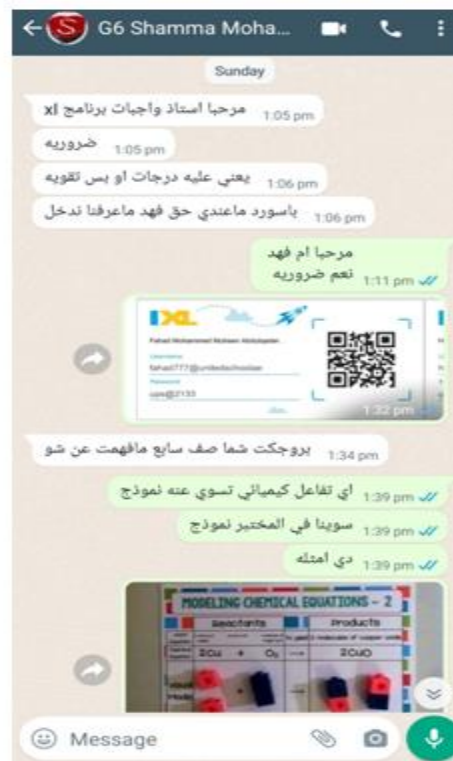 G6 Shamma Moha...
Sunday
مرحبا استاذ واجبات برنامج xl
1:05 pm
ضروريه
1:05 pm
يعني عليه درجات او بس تقويه
1:06 pm
باسورد ماعندي حق فهد ماعرفنا ندخل
1:06 pm
مرحبا ام فهد
نعم ضروريه
1:11 pm
IXL
Username
Password
1:32 pm
بروجكت شما صف سابع مافهمت عن شو
1:34 pm
اي تفاعل كيميائي تسوي عنه نموذج
1:39 pm
سوينا في المختبر نموذج
1:39 pm
دي امثله
1:39 pm
MODELING CHEMICAL EQUATIONS - 2
Reactants
Products
2Cu + O₂ → 2CuO
Message